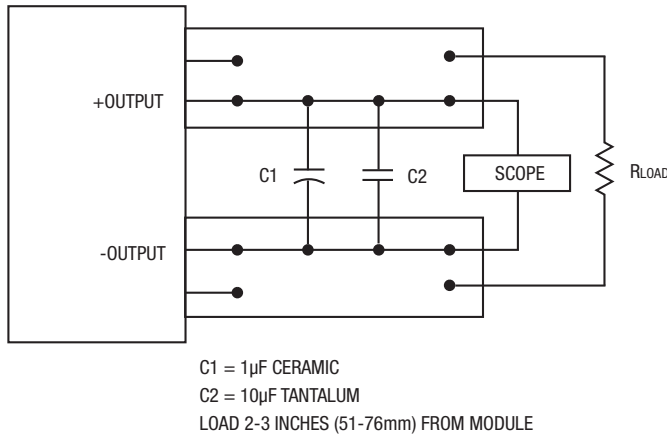 +OUTPUT
C1
C2
SCOPE
RLOAD
-OUTPUT
C1 = 1µF CERAMIC
C2 = 10µF TANTALUM
LOAD 2-3 INCHES (51-76mm) FROM MODULE